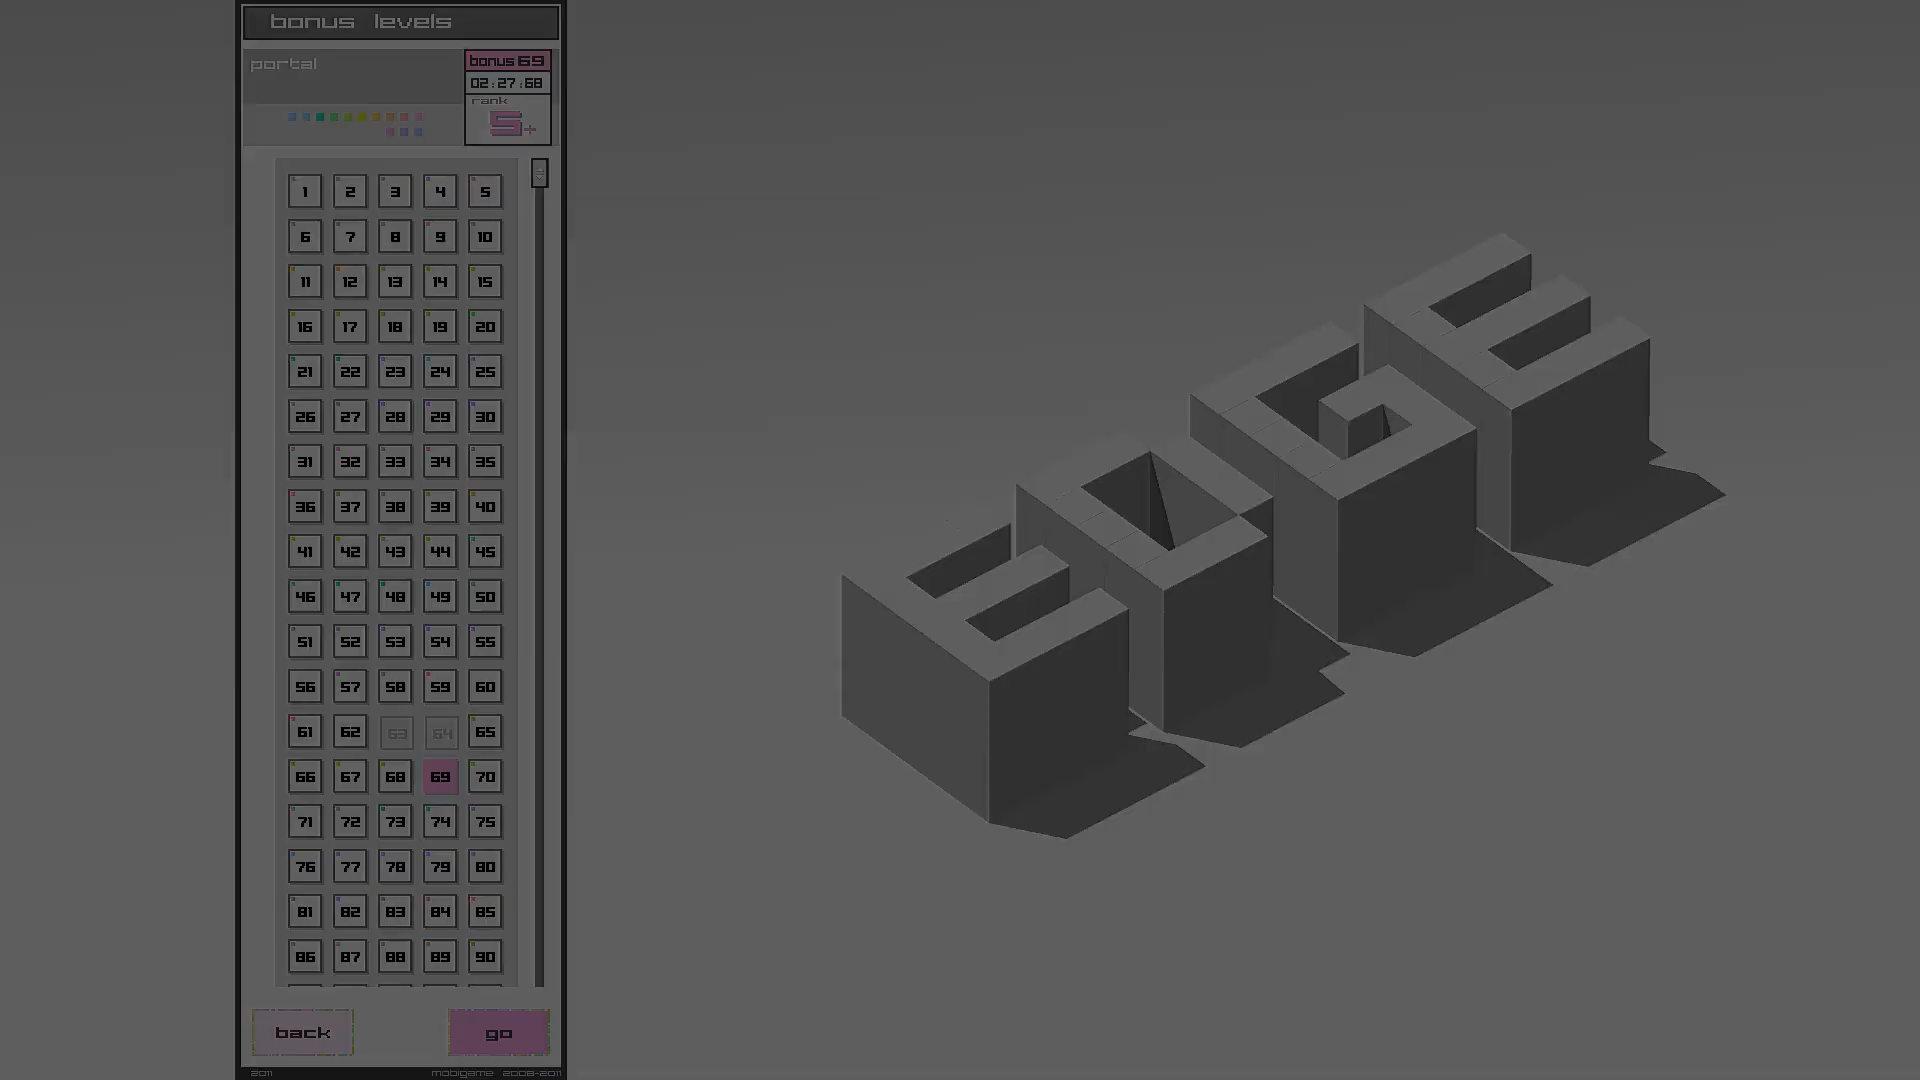 bonus levels
portal
bonus 69
02:27:68
rank
S+
1 2 3 4 5
6 7 8 9 10
11 12 13 14 15
16 17 18 19 20
21 22 23 24 25
26 27 28 29 30
31 32 33 34 35
36 37 38 39 40
41 42 43 44 45
46 47 48 49 50
51 52 53 54 55
56 57 58 59 60
61 62 63 64 65
66 67 68 69 70
71 72 73 74 75
76 77 78 79 80
81 82 83 84 85
86 87 88 89 90
back go
2011 mobigame 2008-2011
EDGE